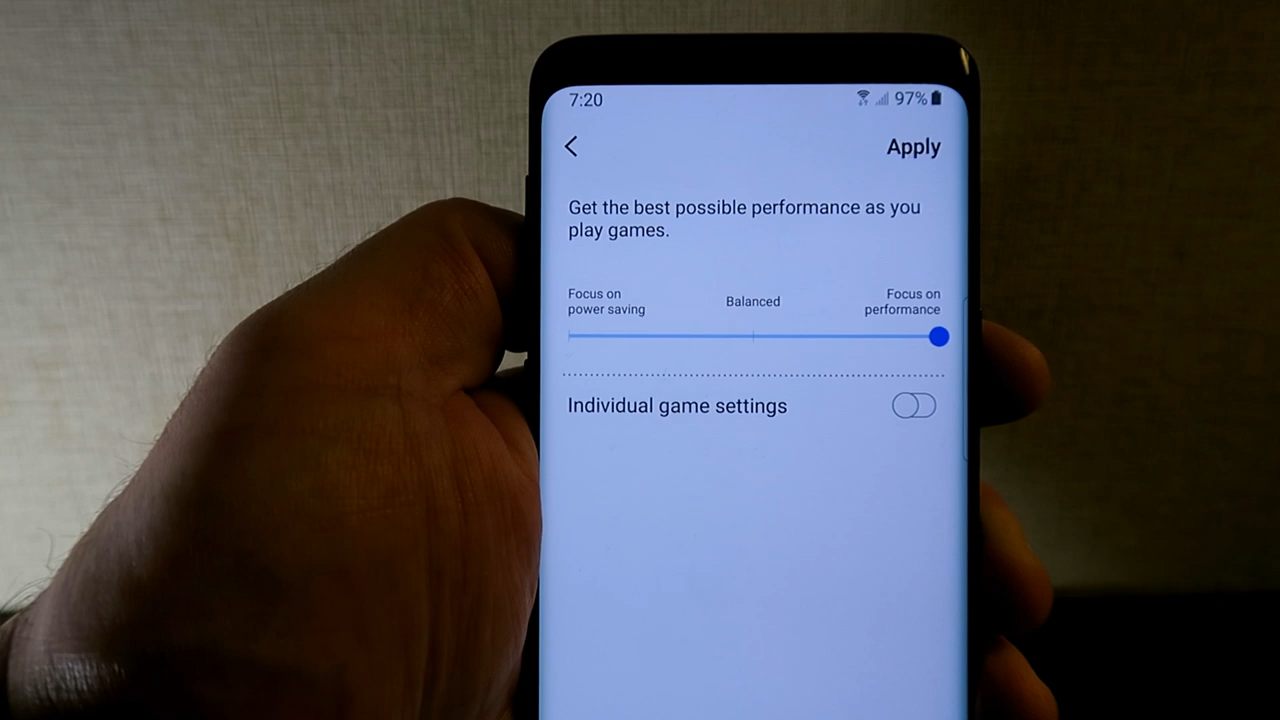 7:20 97%
Apply
Get the best possible performance as you
play games.
Focus on
power saving
Balanced
Focus on
performance
Individual game settings